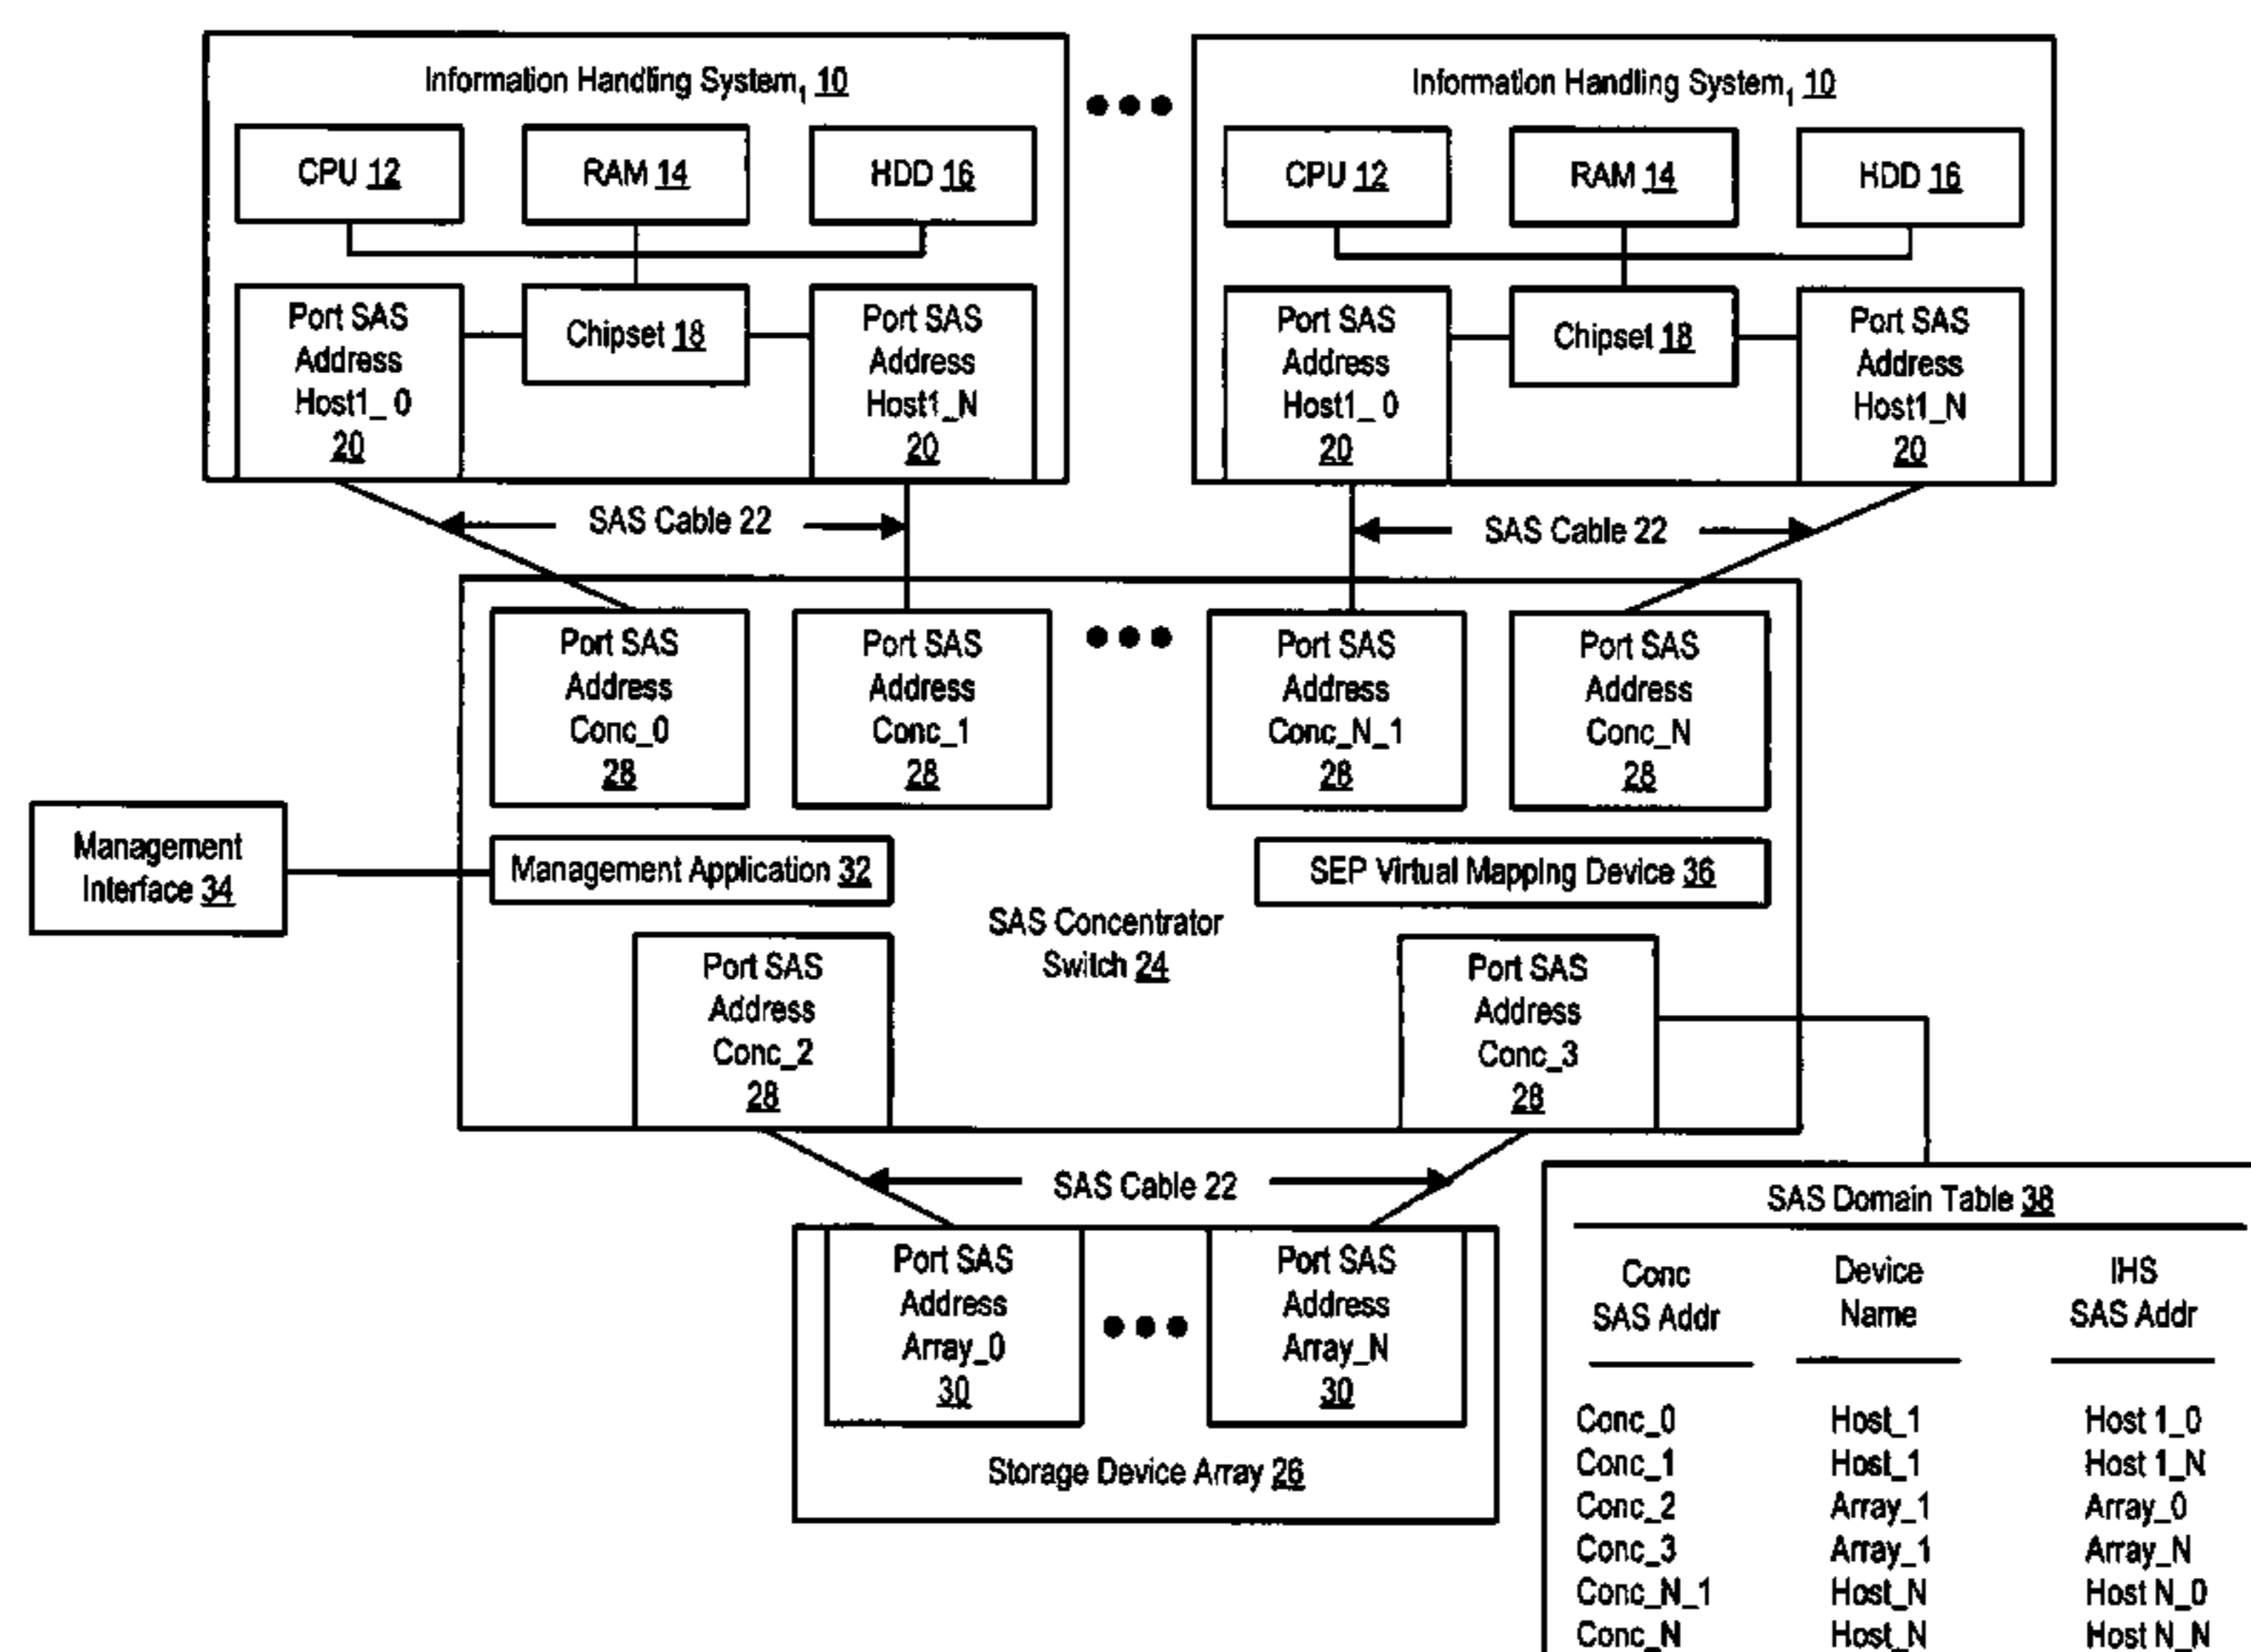 Information Handling System1 10
CPU 12
RAM 14
HDD 16
Port SAS
Address
Host1_ 0
20
Chipset 18
Port SAS
Address
Host1_N
20
Information Handling System1 10
CPU 12
RAM 14
HDD 16
Port SAS
Address
Host1_ 0
20
Chipset 18
Port SAS
Address
Host1_N
20
SAS Cable 22
SAS Cable 22
Port SAS
Address
Conc_0
28
Port SAS
Address
Conc_1
28
Port SAS
Address
Conc_N_1
28
Port SAS
Address
Conc_N
28
Management
Interface 34
Management Application 32
SEP Virtual Mapping Device 36
SAS Concentrator
Switch 24
Port SAS
Address
Conc_2
28
Port SAS
Address
Conc_3
28
SAS Cable 22
Port SAS
Address
Array_0
30
Port SAS
Address
Array_N
30
Storage Device Array 26
SAS Domain Table 38
Conc Device IHS
SAS Addr Name SAS Addr
Conc_0 Host_1 Host 1_0
Conc_1 Host_1 Host 1_N
Conc_2 Array_1 Array_0
Conc_3 Array_1 Array_N
Conc_N_1 Host_N Host N_0
Conc_N Host_N Host N_N